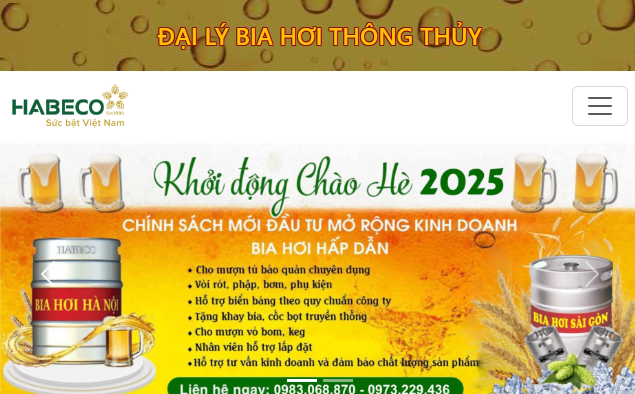 ĐẠI LÝ BIA HƠI THÔNG THỦY
HABECO
Sức bật Việt Nam
Khởi động Chào Hè 2025
CHÍNH SÁCH MỚI ĐẦU TƯ MỞ RỘNG KINH DOANH
BIA HƠI HẤP DẪN
Cho mượn tủ bảo quản chuyên dụng
Vòi rót, phập, bơm, phụ kiện
Hỗ trợ biển bảng theo quy chuẩn công ty
Tặng khay bia, cốc bọt truyền thống
Cho mượn vỏ bom, keg
Nhân viên hỗ trợ lắp đặt
Hỗ trợ tư vấn kinh doanh và đảm bảo chất lượng sản phẩm
HABECO
BIA HƠI HÀ NỘI
BIA HƠI SÀI GÒN
Liên hệ ngay: 0983.068.870 - 0973.229.436